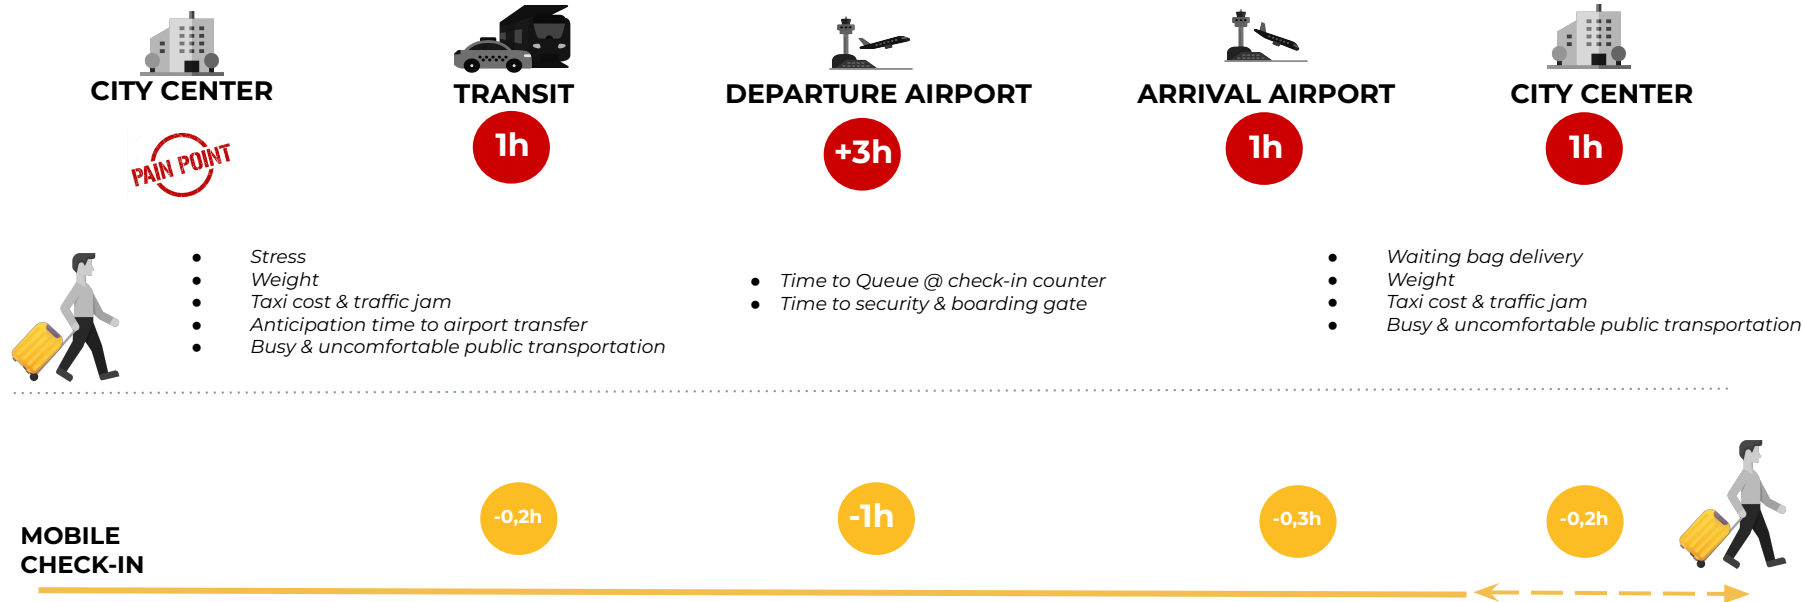 CITY CENTER
TRANSIT
DEPARTURE AIRPORT
ARRIVAL AIRPORT
CITY CENTER
PAIN POINT
1h
+3h
1h
1h
● Stress
● Weight
● Taxi cost & traffic jam
● Anticipation time to airport transfer
● Busy & uncomfortable public transportation
● Time to Queue @ check-in counter
● Time to security & boarding gate
● Waiting bag delivery
● Weight
● Taxi cost & traffic jam
● Busy & uncomfortable public transportation
MOBILE
CHECK-IN
-0,2h
-1h
-0,3h
-0,2h